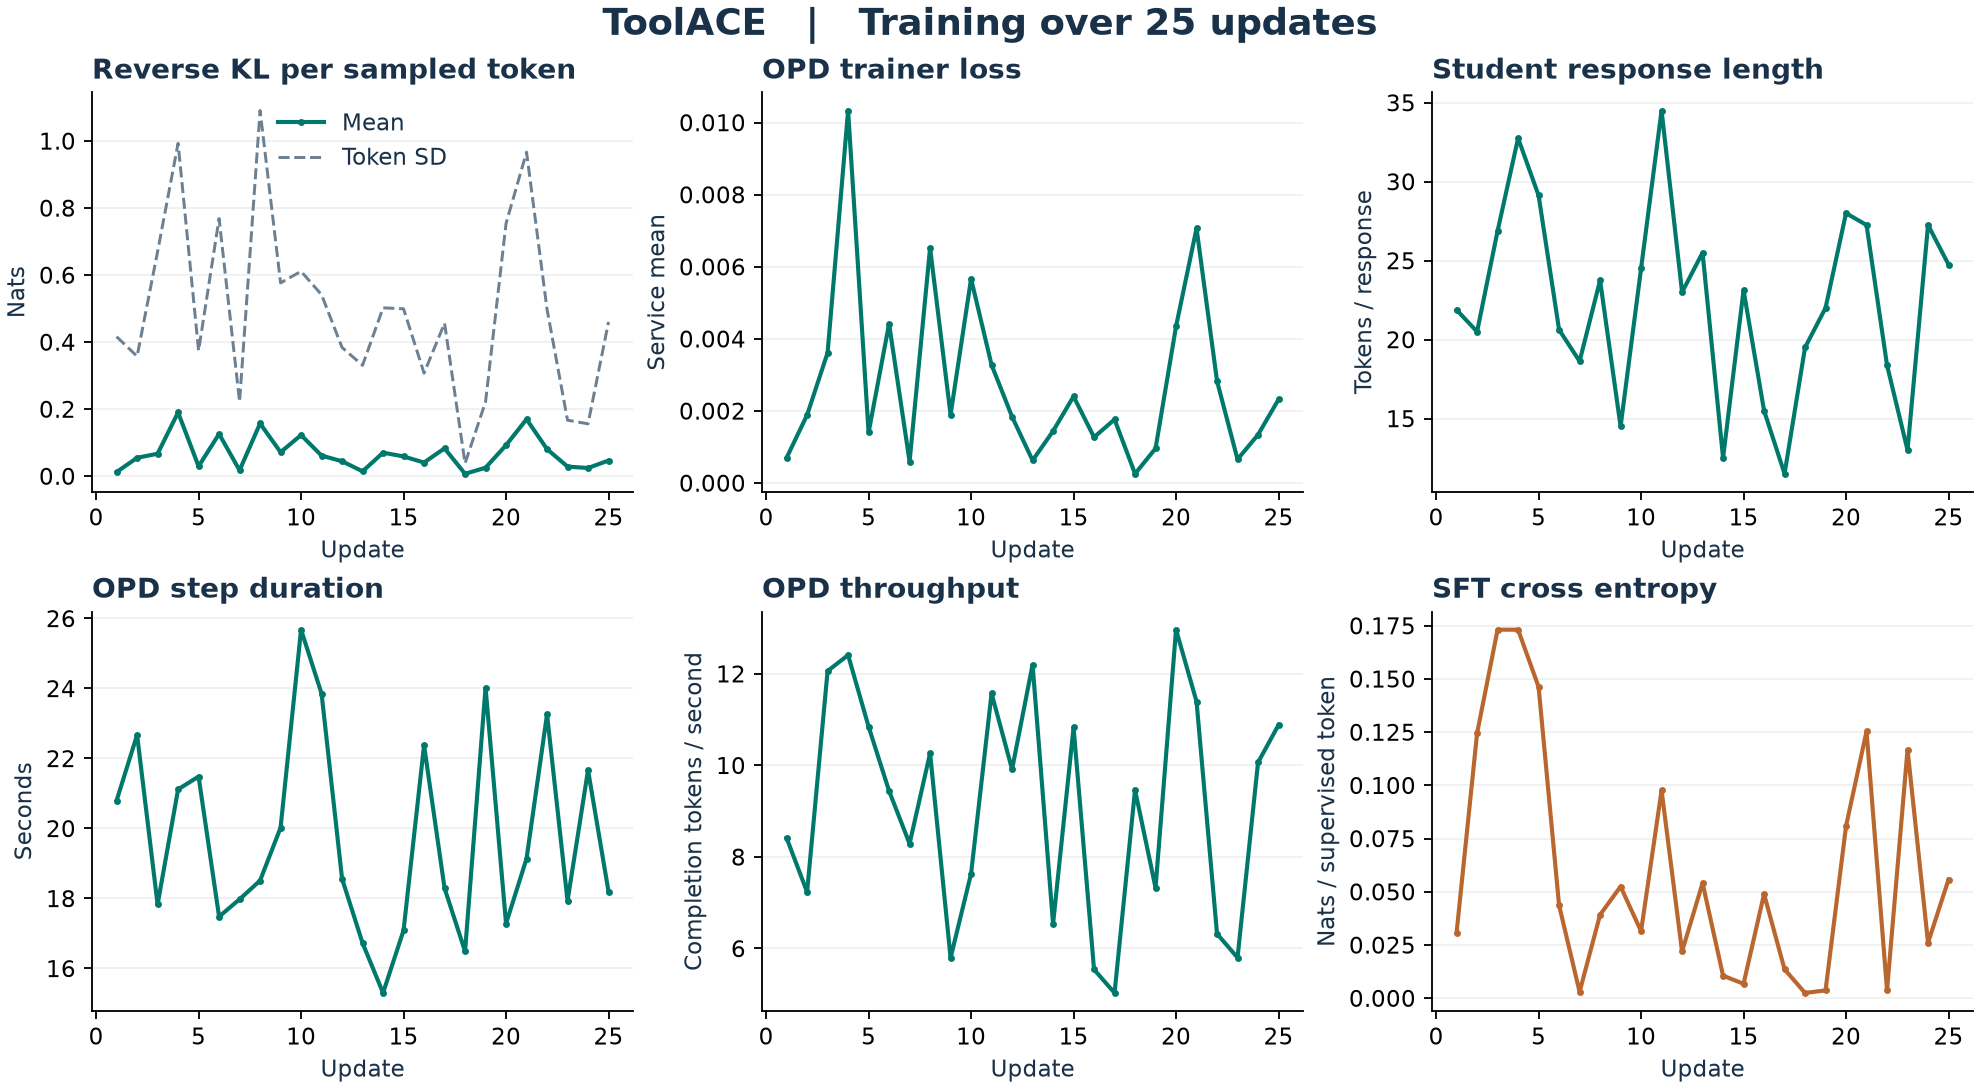 ToolACE | Training over 25 updates
Reverse KL per sampled token
Nats
1.0
0.8
0.6
0.4
0.2
0.0
Mean
Token SD
0 5 10 15 20 25
Update
OPD trainer loss
Service mean
0.010
0.008
0.006
0.004
0.002
0.000
0 5 10 15 20 25
Update
Student response length
Tokens / response
35
30
25
20
15
0 5 10 15 20 25
Update
OPD step duration
Seconds
26
24
22
20
18
16
0 5 10 15 20 25
Update
OPD throughput
Completion tokens / second
12
10
8
6
0 5 10 15 20 25
Update
SFT cross entropy
Nats / supervised token
0.175
0.150
0.125
0.100
0.075
0.050
0.025
0.000
0 5 10 15 20 25
Update